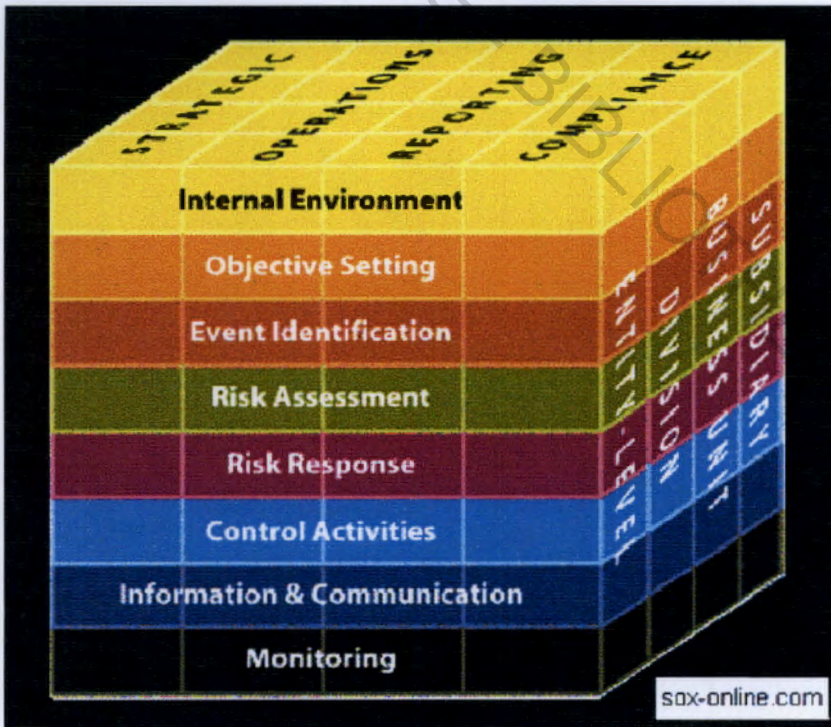 STRATEGIC
OPERATIONS
REPORTING
COMPLIANCE
Internal Environment
Objective Setting
Event Identification
Risk Assessment
Risk Response
Control Activities
Information & Communication
Monitoring
ENTITY-LEVEL
DIVISION
BUSINESS UNIT
SUBSIDIARY
BIBLIO
sox-online.com